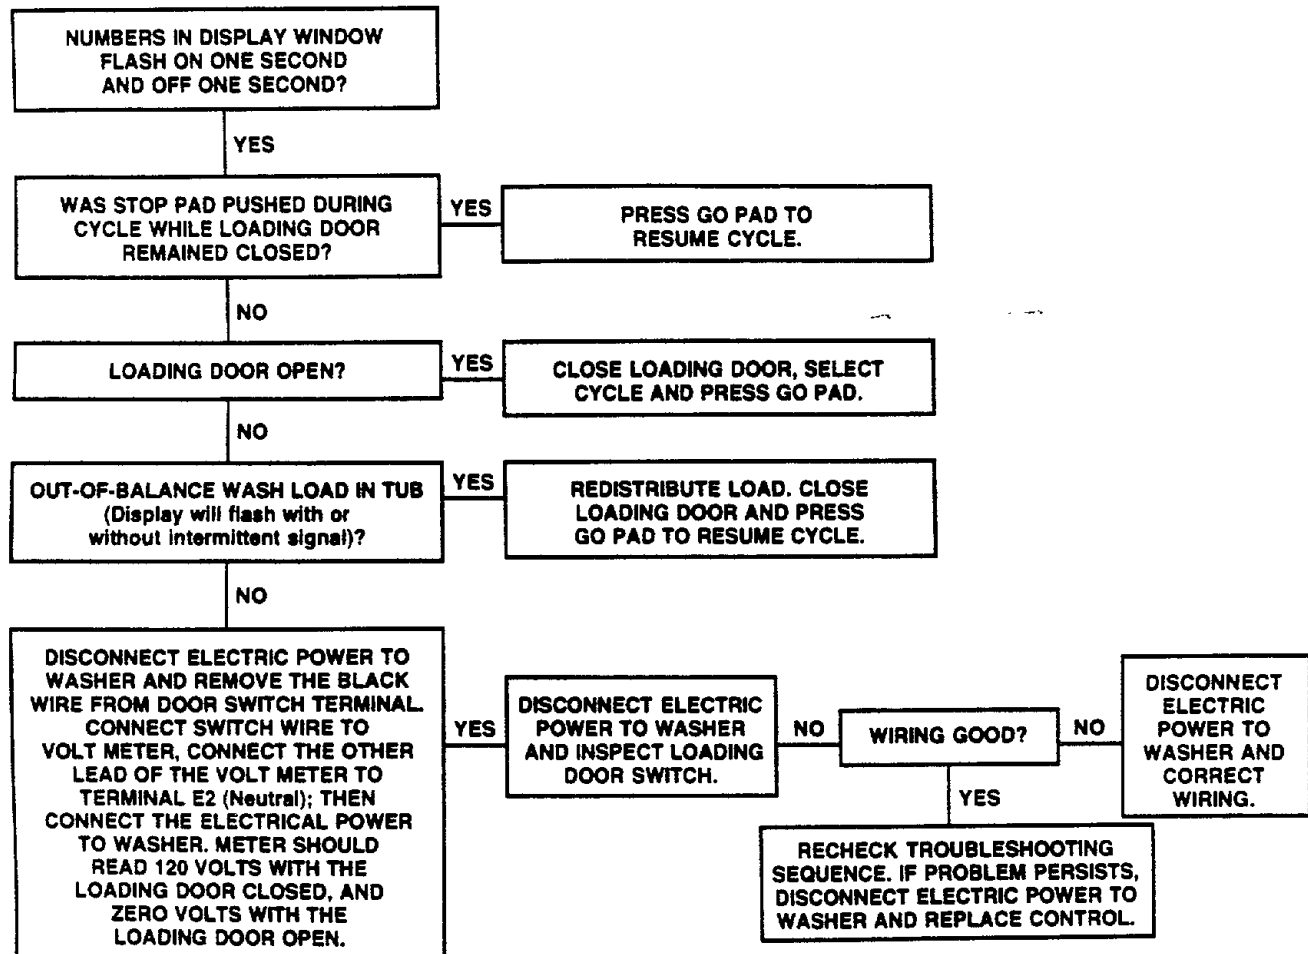 NUMBERS IN DISPLAY WINDOW
FLASH ON ONE SECOND
AND OFF ONE SECOND?
YES
WAS STOP PAD PUSHED DURING
CYCLE WHILE LOADING DOOR
REMAINED CLOSED?
YES
PRESS GO PAD TO
RESUME CYCLE.
NO
LOADING DOOR OPEN?
YES
CLOSE LOADING DOOR, SELECT
CYCLE AND PRESS GO PAD.
NO
OUT-OF-BALANCE WASH LOAD IN TUB
(Display will flash with or
without intermittent signal)?
YES
REDISTRIBUTE LOAD. CLOSE
LOADING DOOR AND PRESS
GO PAD TO RESUME CYCLE.
NO
DISCONNECT ELECTRIC POWER TO
WASHER AND REMOVE THE BLACK
WIRE FROM DOOR SWITCH TERMINAL.
CONNECT SWITCH WIRE TO
VOLT METER, CONNECT THE OTHER
LEAD OF THE VOLT METER TO
TERMINAL E2 (Neutral); THEN
CONNECT THE ELECTRICAL POWER
TO WASHER. METER SHOULD
READ 120 VOLTS WITH THE
LOADING DOOR CLOSED, AND
ZERO VOLTS WITH THE
LOADING DOOR OPEN.
YES
DISCONNECT ELECTRIC
POWER TO WASHER
AND INSPECT LOADING
DOOR SWITCH.
NO
WIRING GOOD?
NO
DISCONNECT
ELECTRIC
POWER TO
WASHER AND
CORRECT
WIRING.
YES
RECHECK TROUBLESHOOTING
SEQUENCE. IF PROBLEM PERSISTS,
DISCONNECT ELECTRIC POWER TO
WASHER AND REPLACE CONTROL.